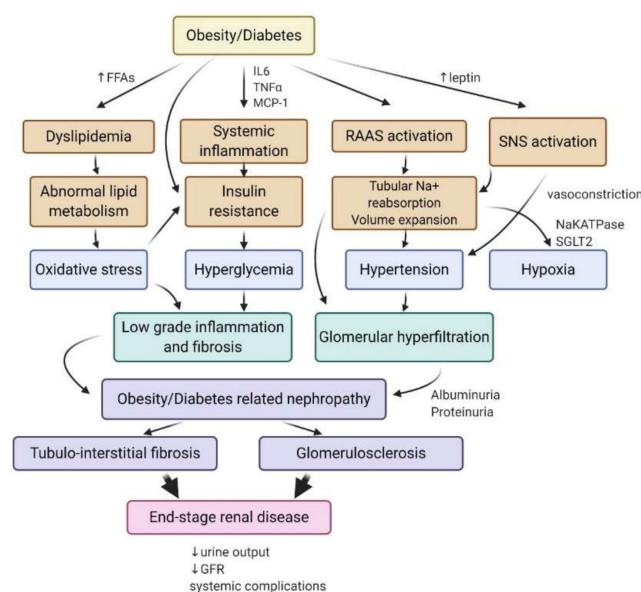 Obesity/Diabetes
↑FFAs
IL6
TNFα
MCP-1
↑leptin
Dyslipidemia
Systemic
inflammation
RAAS activation
SNS activation
Abnormal lipid
metabolism
Insulin
resistance
Tubular Na+
reabsorption
Volume expansion
vasoconstriction
NaKATPase
SGLT2
Oxidative stress
Hyperglycemia
Hypertension
Hypoxia
Low grade inflammation
and fibrosis
Glomerular hyperfiltration
Obesity/Diabetes related nephropathy
Albuminuria
Proteinuria
Tubulo-interstitial fibrosis
Glomerulosclerosis
End-stage renal disease
↓urine output
↓GFR
systemic complications